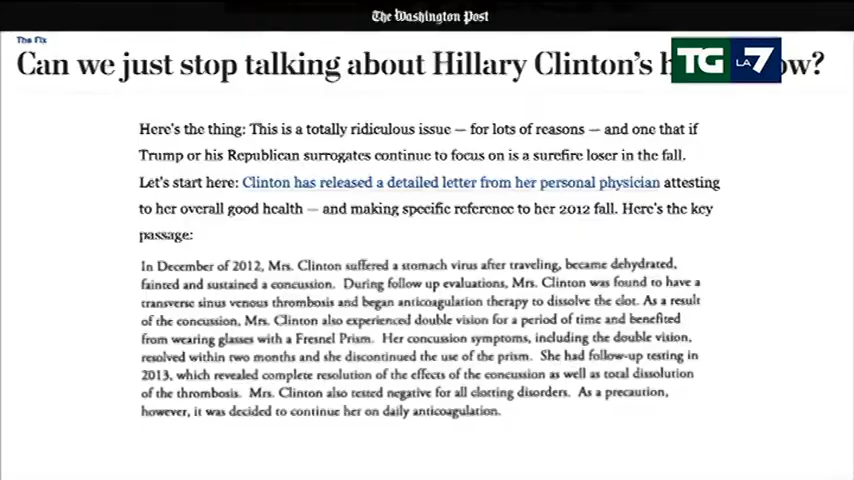 The Washington Post
The Fix
Can we just stop talking about Hillary Clinton's h ow?
TG LA 7
Here's the thing: This is a totally ridiculous issue — for lots of reasons — and one that if
Trump or his Republican surrogates continue to focus on is a surefire loser in the fall.
Let's start here: Clinton has released a detailed letter from her personal physician attesting
to her overall good health — and making specific reference to her 2012 fall. Here's the key
passage:
In December of 2012, Mrs. Clinton suffered a stomach virus after traveling, became dehydrated,
fainted and sustained a concussion. During follow up evaluations, Mrs. Clinton was found to have a
transverse sinus venous thrombosis and began anticoagulation therapy to dissolve the clot. As a result
of the concussion, Mrs. Clinton also experienced double vision for a period of time and benefited
from wearing glasses with a Fresnel Prism. Her concussion symptoms, including the double vision,
resolved within two months and she discontinued the use of the prism. She had follow-up testing in
2013, which revealed complete resolution of the effects of the concussion as well as total dissolution
of the thrombosis. Mrs. Clinton also tested negative for all clotting disorders. As a precaution,
however, it was decided to continue her on daily anticoagulation.